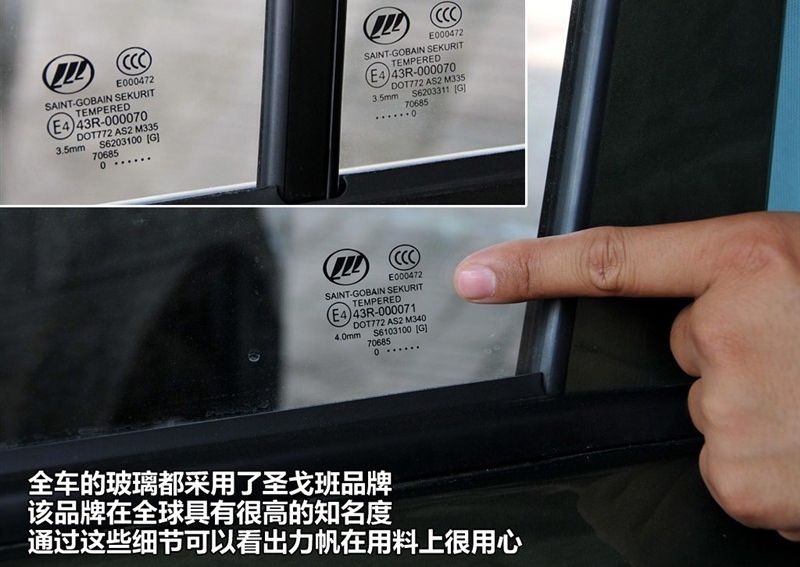 CCC
E000472
SAINT-GOBAIN SEKURIT
TEMPERED
E4 43R-000070
DOT772 AS2 M335
3.5mm S6203100 [G]
70685
0 ······
CCC
E000472
SAINT-GOBAIN SEKURIT
TEMPERED
E4 43R-000070
DOT772 AS2 M335
3.5mm S6203311 [G]
70685
······0
CCC
E000472
SAINT-GOBAIN SEKURIT
TEMPERED
E4 43R-000071
DOT772 AS2 M340
4.0mm S6103100 [G]
70685
0 ······
全车的玻璃都采用了圣戈班品牌
该品牌在全球具有很高的知名度
通过这些细节可以看出力帆在用料上很用心